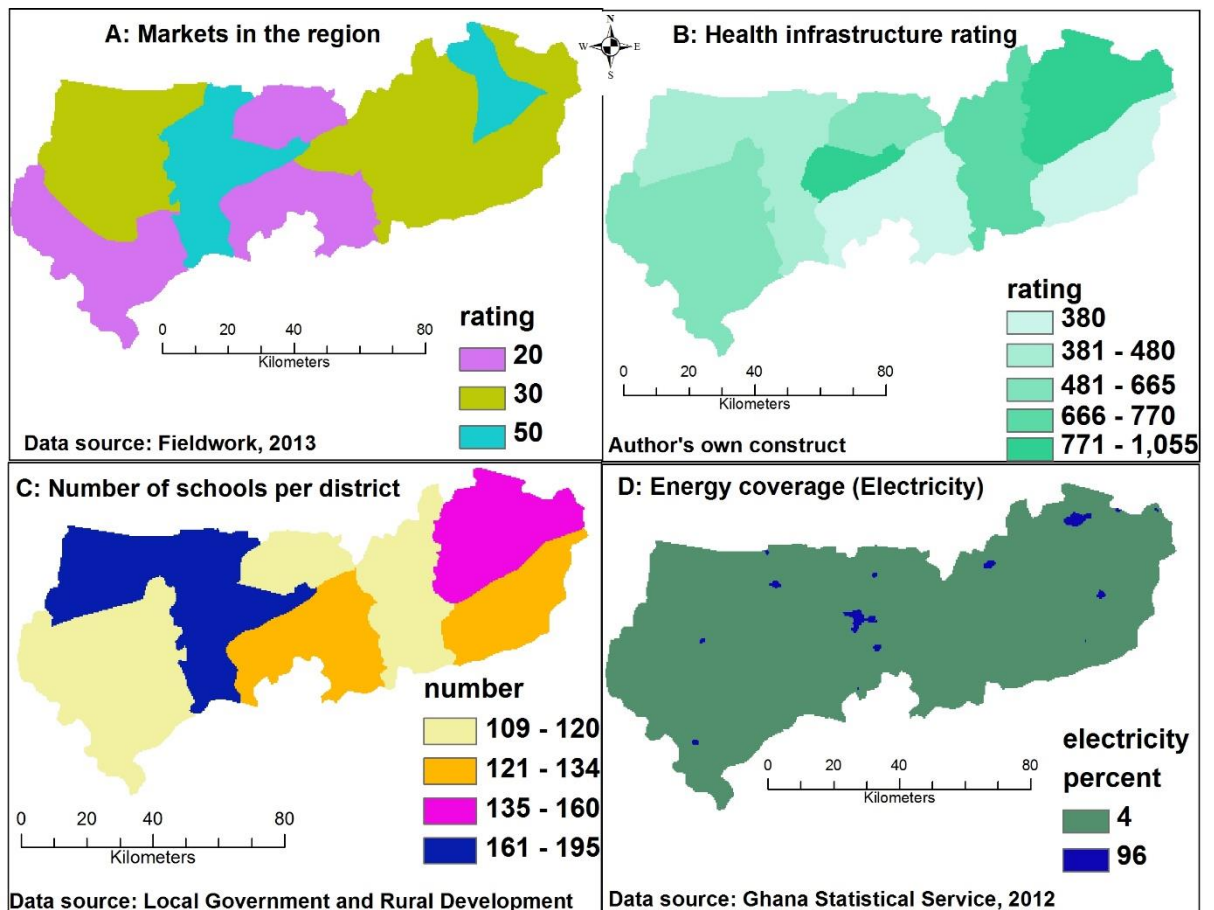 A: Markets in the region
rating
20
30
50
0 20 40 80
Kilometers
Data source: Fieldwork, 2013
N
W E
S
B: Health infrastructure rating
rating
380
381 - 480
481 - 665
666 - 770
771 - 1,055
0 20 40 80
Kilometers
Author's own construct
C: Number of schools per district
number
109 - 120
121 - 134
135 - 160
161 - 195
0 20 40 80
Kilometers
Data source: Local Government and Rural Development
D: Energy coverage (Electricity)
0 20 40 80
Kilometers
electricity
percent
4
96
Data source: Ghana Statistical Service, 2012